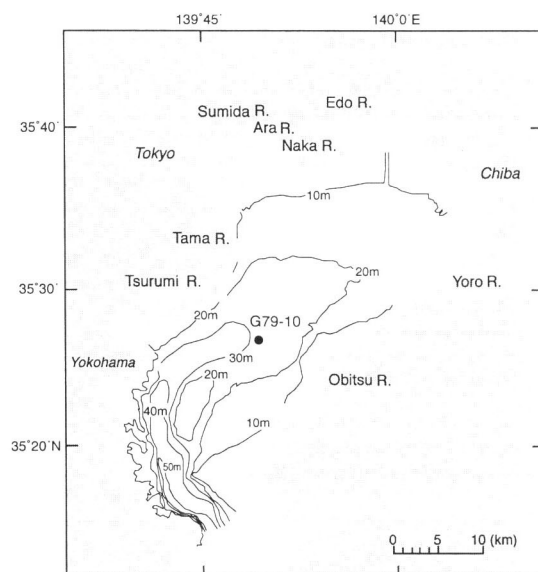 139°45′
140°0′E
Edo R.
Sumida R.
35°40′
Ara R.
Naka R.
Tokyo
Chiba
10m
Tama R.
20m
Tsurumi R.
Yoro R.
35°30′
20m
G79-10
Yokohama
30m
20m
Obitsu R.
40m
10m
35°20′N
50m
0 5 10 (km)